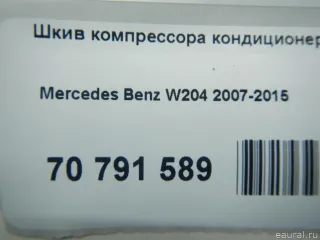 Шкив компрессора кондиционер
Mercedes Benz W204 2007-2015
70 791 589
eaural.ru